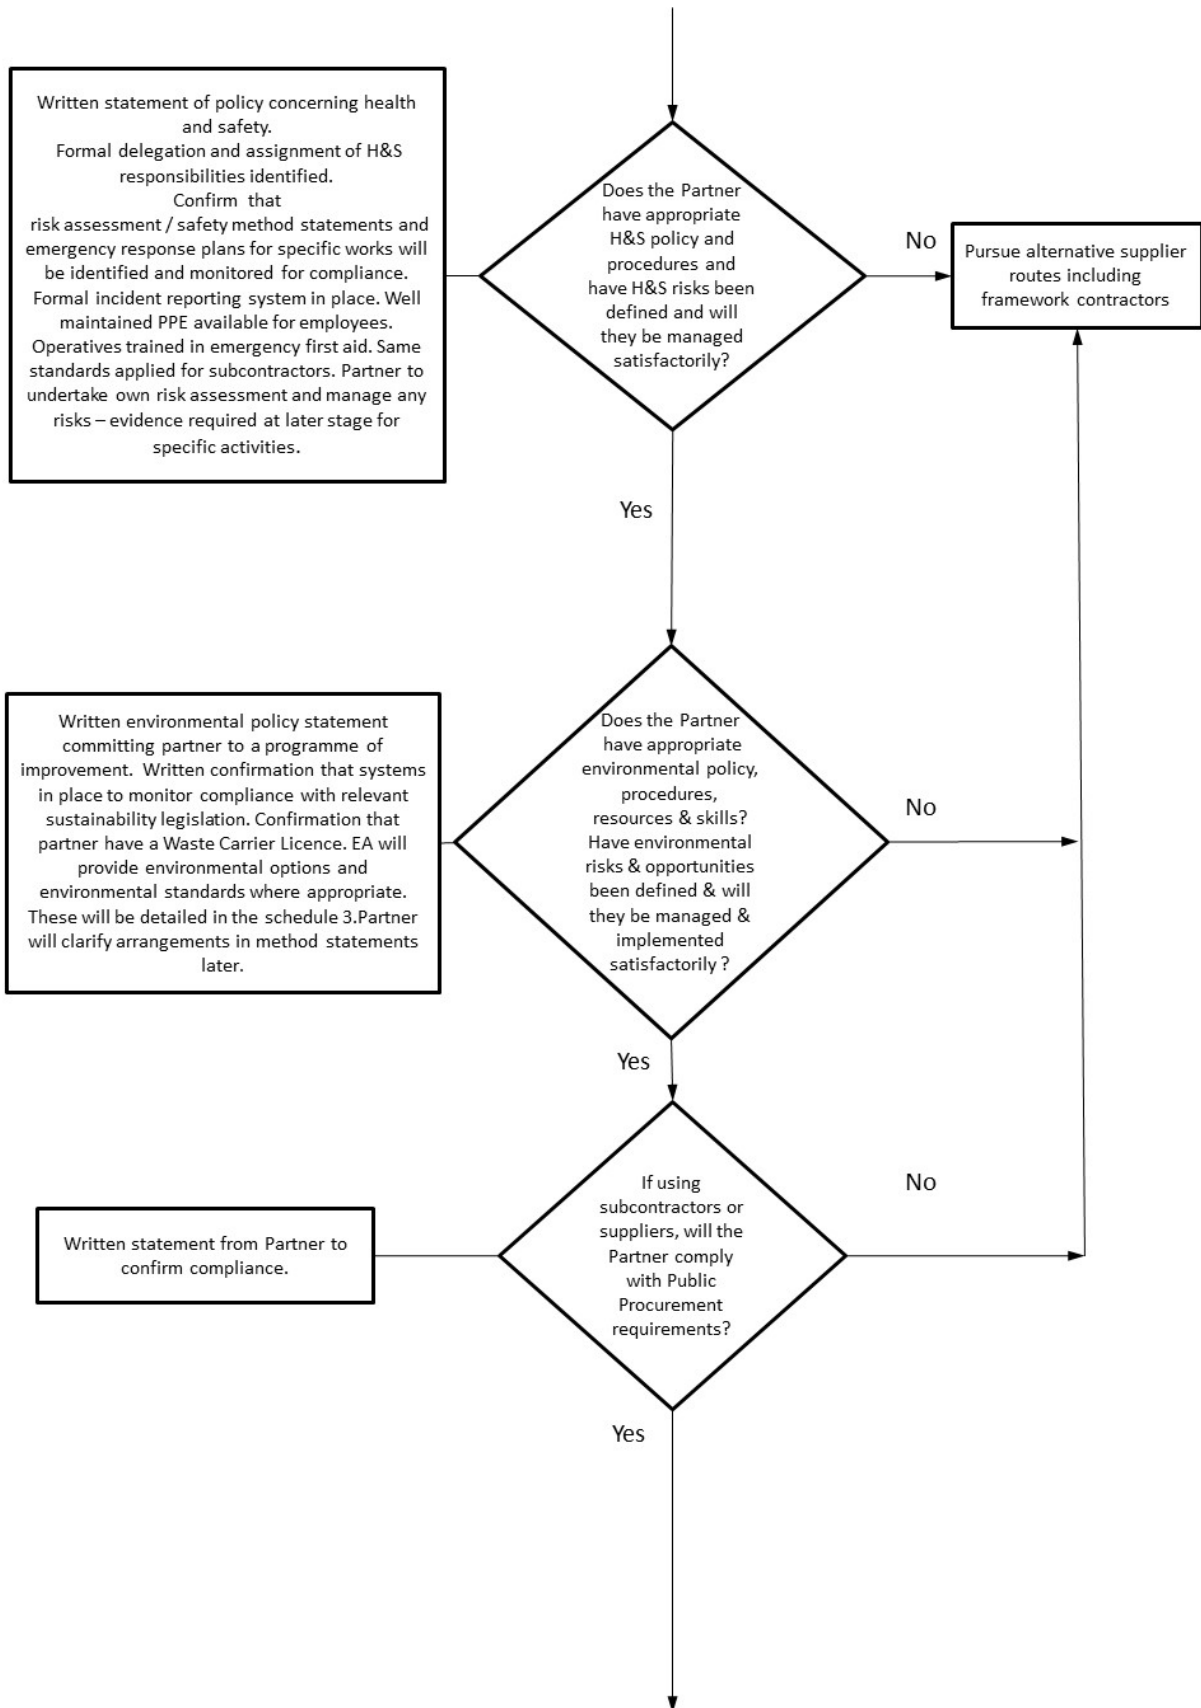 Written statement of policy concerning health
and safety.
Formal delegation and assignment of H&S
responsibilities identified.
Confirm that
risk assessment / safety method statements and
emergency response plans for specific works will
be identified and monitored for compliance.
Formal incident reporting system in place. Well
maintained PPE available for employees.
Operatives trained in emergency first aid. Same
standards applied for subcontractors. Partner to
undertake own risk assessment and manage any
risks – evidence required at later stage for
specific activities.
Does the Partner
have appropriate
H&S policy and
procedures and
have H&S risks been
defined and will
they be managed
satisfactorily?
No
Pursue alternative supplier
routes including
framework contractors
Yes
Written environmental policy statement
committing partner to a programme of
improvement. Written confirmation that systems
in place to monitor compliance with relevant
sustainability legislation. Confirmation that
partner have a Waste Carrier Licence. EA will
provide environmental options and
environmental standards where appropriate.
These will be detailed in the schedule 3.Partner
will clarify arrangements in method statements
later.
Does the Partner
have appropriate
environmental policy,
procedures,
resources & skills?
Have environmental
risks & opportunities
been defined & will
they be managed &
implemented
satisfactorily ?
No
Yes
Written statement from Partner to
confirm compliance.
If using
subcontractors or
suppliers, will the
Partner comply
with Public
Procurement
requirements?
No
Yes